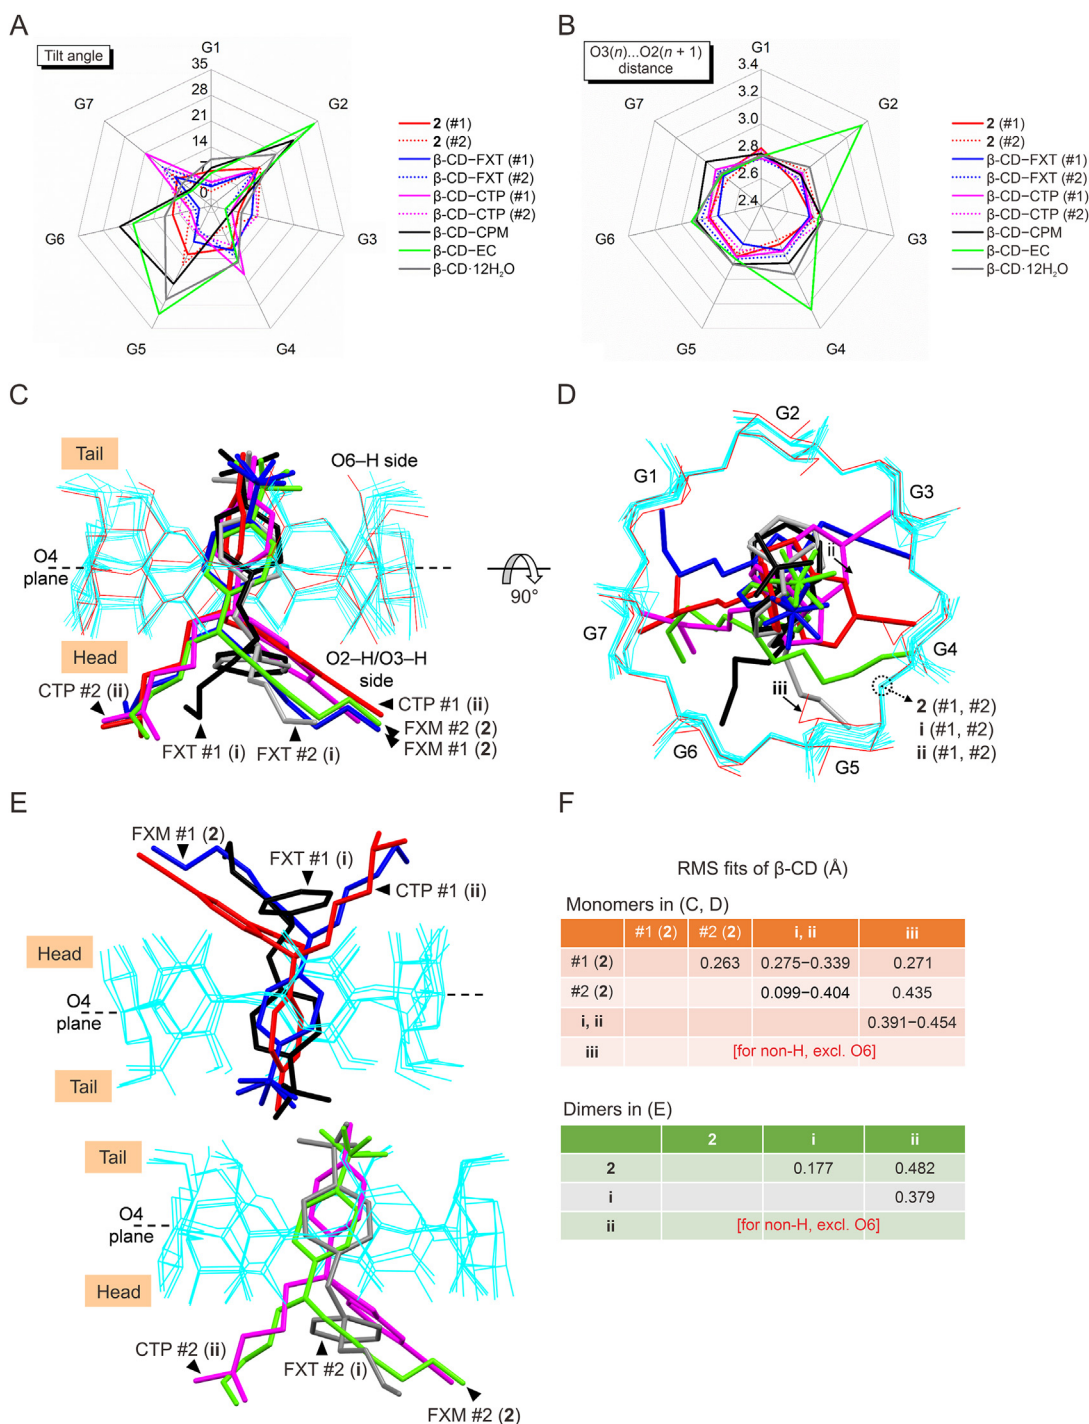 A
Tilt angle
G1
35
28
21
14
7
0
G2
G3
G4
G5
G6
G7
2 (#1)
2 (#2)
β-CD–FXT (#1)
β-CD–FXT (#2)
β-CD–CTP (#1)
β-CD–CTP (#2)
β-CD–CPM
β-CD–EC
β-CD·12H₂O
B
O3(n)...O2(n + 1)
distance
G1
3.4
3.2
3.0
2.8
2.6
2.4
G2
G3
G4
G5
G6
G7
2 (#1)
2 (#2)
β-CD–FXT (#1)
β-CD–FXT (#2)
β-CD–CTP (#1)
β-CD–CTP (#2)
β-CD–CPM
β-CD–EC
β-CD·12H₂O
C
Tail
O6–H side
O4
plane
Head
O2–H/O3–H
side
CTP #2 (ii)
CTP #1 (ii)
FXM #2 (2)
FXM #1 (2)
FXT #1 (i)
FXT #2 (i)
90°
D
G2
G1
G3
ii
G7
G4
iii
G6
G5
2 (#1, #2)
i (#1, #2)
ii (#1, #2)
E
FXM #1 (2)
FXT #1 (i)
CTP #1 (ii)
Head
O4
plane
Tail
Tail
O4
plane
Head
CTP #2 (ii)
FXT #2 (i)
FXM #2 (2)
F
RMS fits of β-CD (Å)
Monomers in (C, D)
#1 (2) #2 (2) i, ii iii
#1 (2) 0.263 0.275–0.339 0.271
#2 (2) 0.099–0.404 0.435
i, ii 0.391–0.454
iii [for non-H, excl. O6]
Dimers in (E)
2 i ii
2 0.177 0.482
i 0.379
ii [for non-H, excl. O6]